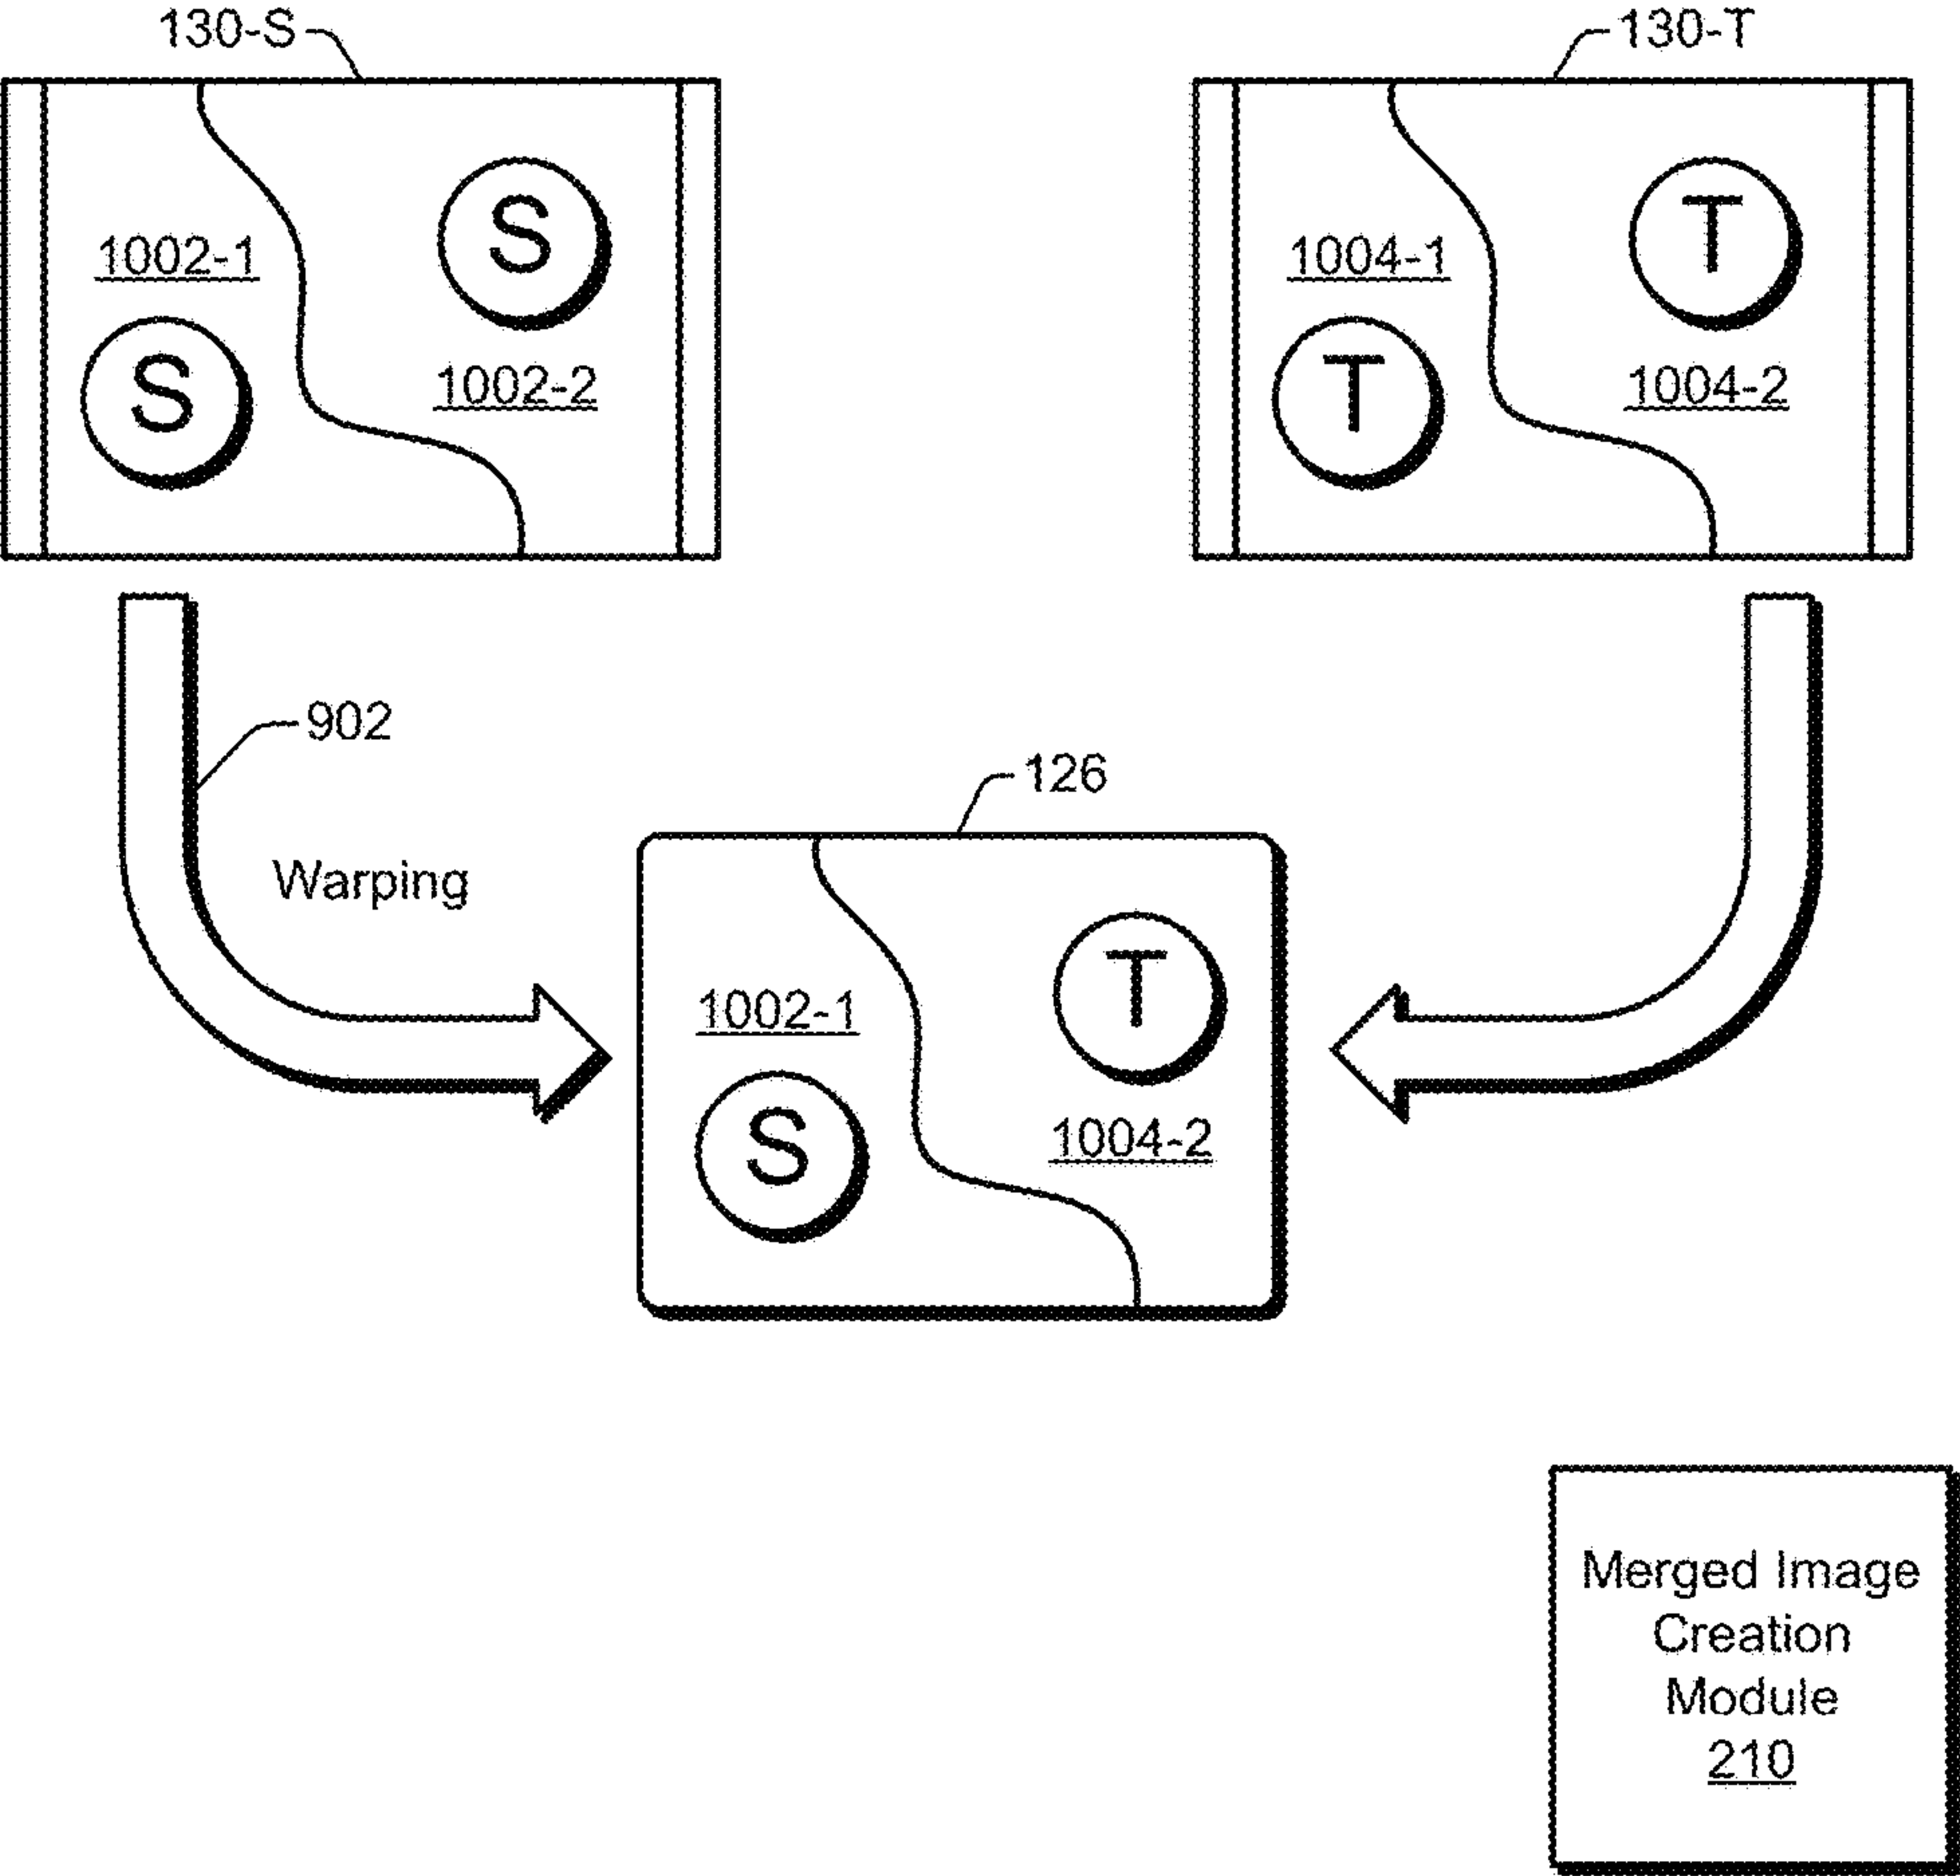 130-S
130-T
1002-1
S
S
1002-2
1004-1
T
T
1004-2
902
Warping
126
1002-1
T
S
1004-2
Merged Image
Creation
Module
210